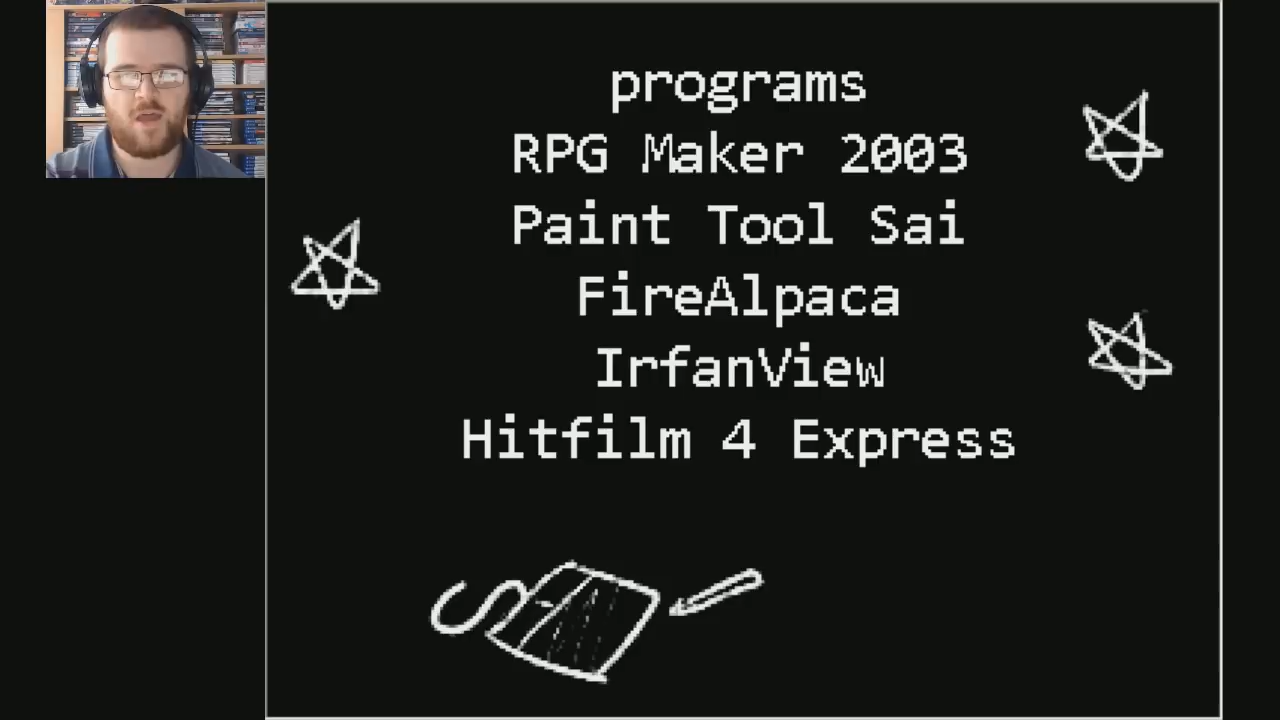 programs
RPG Maker 2003
Paint Tool Sai
FireAlpaca
IrfanView
Hitfilm 4 Express